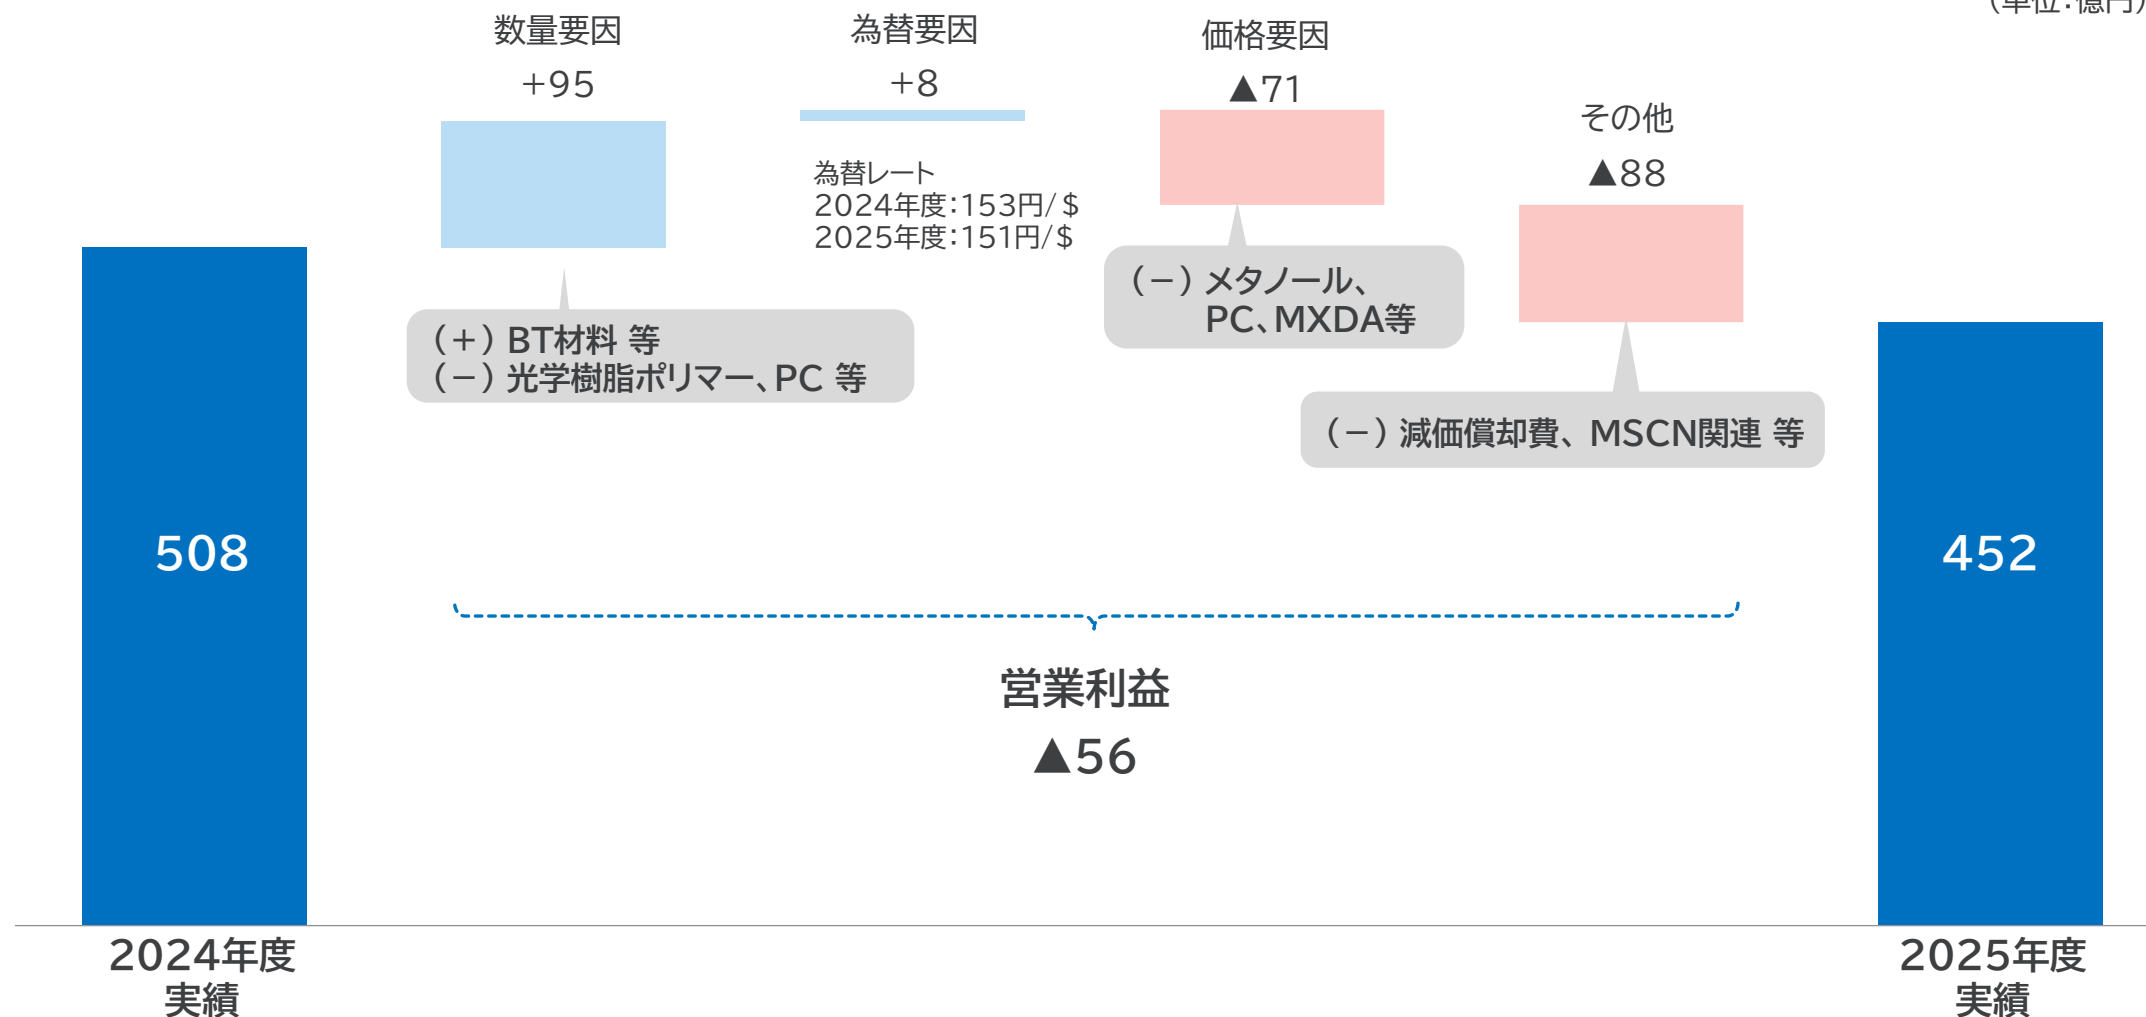 （単位：億円）
数量要因
+95
為替要因
+8
為替レート
2024年度：153円/＄
2025年度：151円/＄
価格要因
▲71
その他
▲88
（＋）BT材料 等
（－）光学樹脂ポリマー、PC 等
（－）メタノール、
PC、MXDA等
（－）減価償却費、MSCN関連 等
508
452
営業利益
▲56
2024年度
実績
2025年度
実績